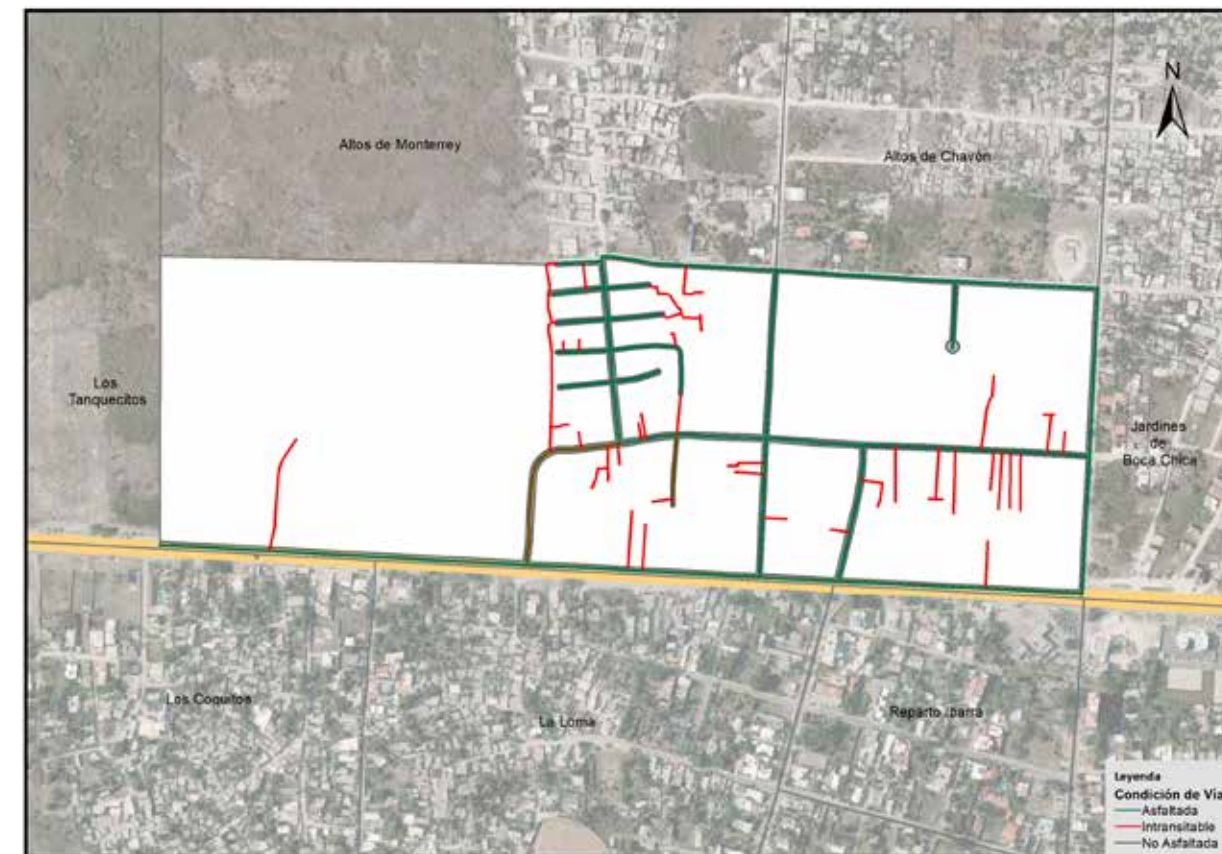 N
Altos de Monterrey
Altos de Chavón
Los
Tanquecitos
Jardines
de
Boca Chica
Los Coquitos
La Loma
Reparto Ibarra
Leyenda
Condición de Via
Asfaltada
Intransitable
No Asfaltada